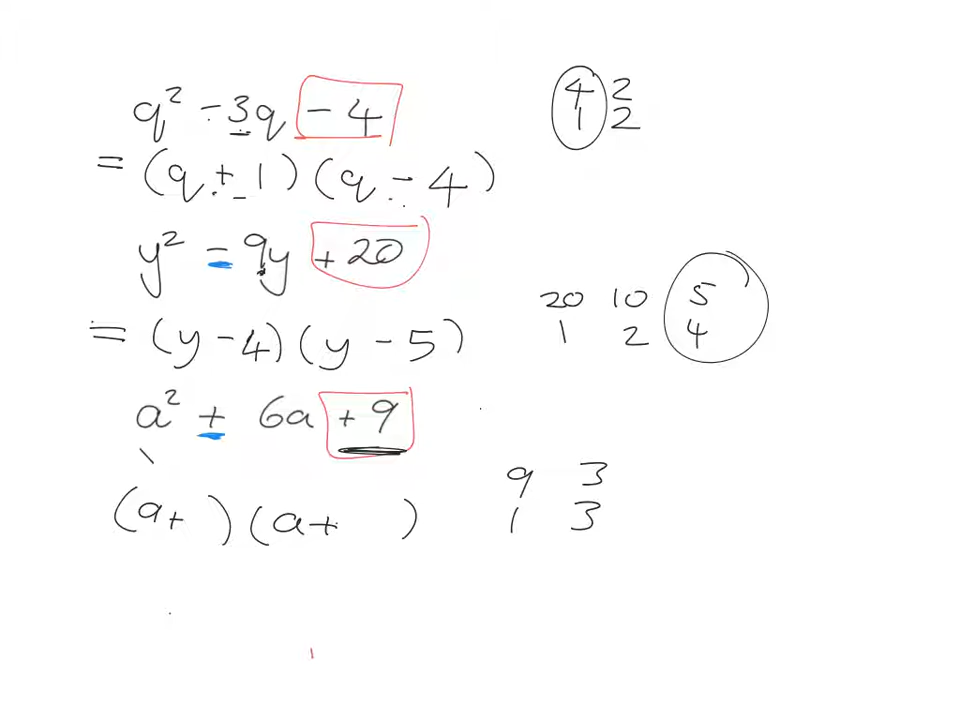 q² - 3q - 4
4 2
1 2
= (q + 1) (q - 4)
y² - 9y + 20
20 10 5
1 2 4
= (y - 4) (y - 5)
a² + 6a + 9
9 3
1 3
(a+ ) (a+ )